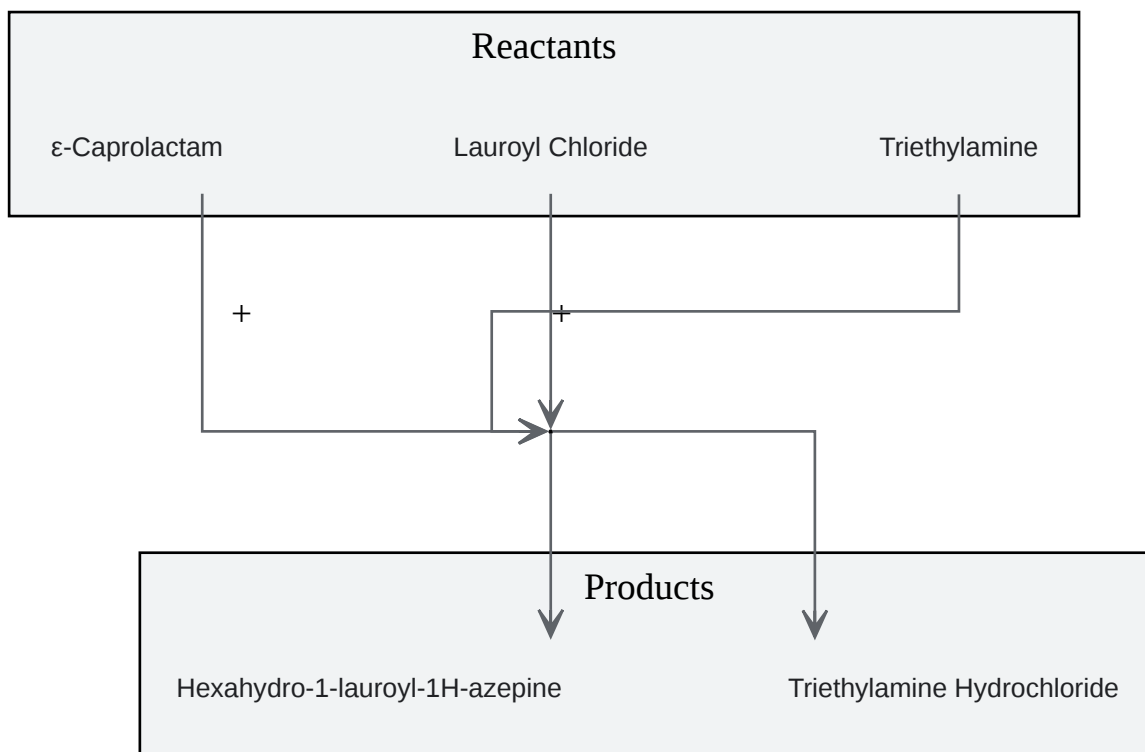 Reactants
ε-Caprolactam Lauroyl Chloride Triethylamine
+ +
Products
Hexahydro-1-lauroyl-1H-azepine Triethylamine Hydrochloride